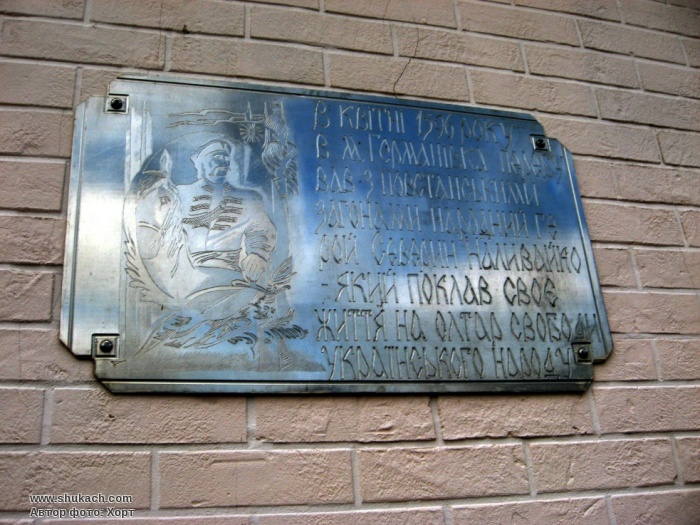 В КВІТНІ 1596 РОКУ
В М. ГЕРМАНІВКА ПЕРЕБУ
ВАВ З ПОВСТАНСЬКИМИ
ЗАГОНАМИ НАРОДНИЙ ГЕ
РОЙ СЕВЕРИН НАЛИВАЙКО
- ЯКИЙ ПОКЛАВ СВОЄ
ЖИТТЯ НА ОЛТАР СВОБОДИ
УКРАЇНСЬКОГО НАРОДУ
www.shukach.com
Автор фото: Хорт